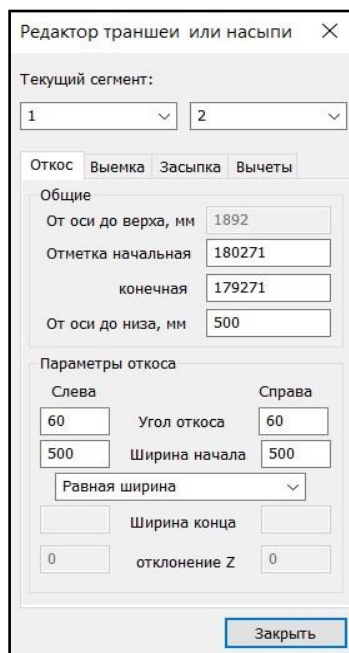 Редактор траншеи или насыпи
Текущий сегмент:
1 2
Откос Выемка Засыпка Вычеты
Общие
От оси до верха, мм 1892
Отметка начальная 180271
конечная 179271
От оси до низа, мм 500
Параметры откоса
Слева Справа
60 Угол откоса 60
500 Ширина начала 500
Равная ширина
Ширина конца
0 отклонение Z 0
Закрыть